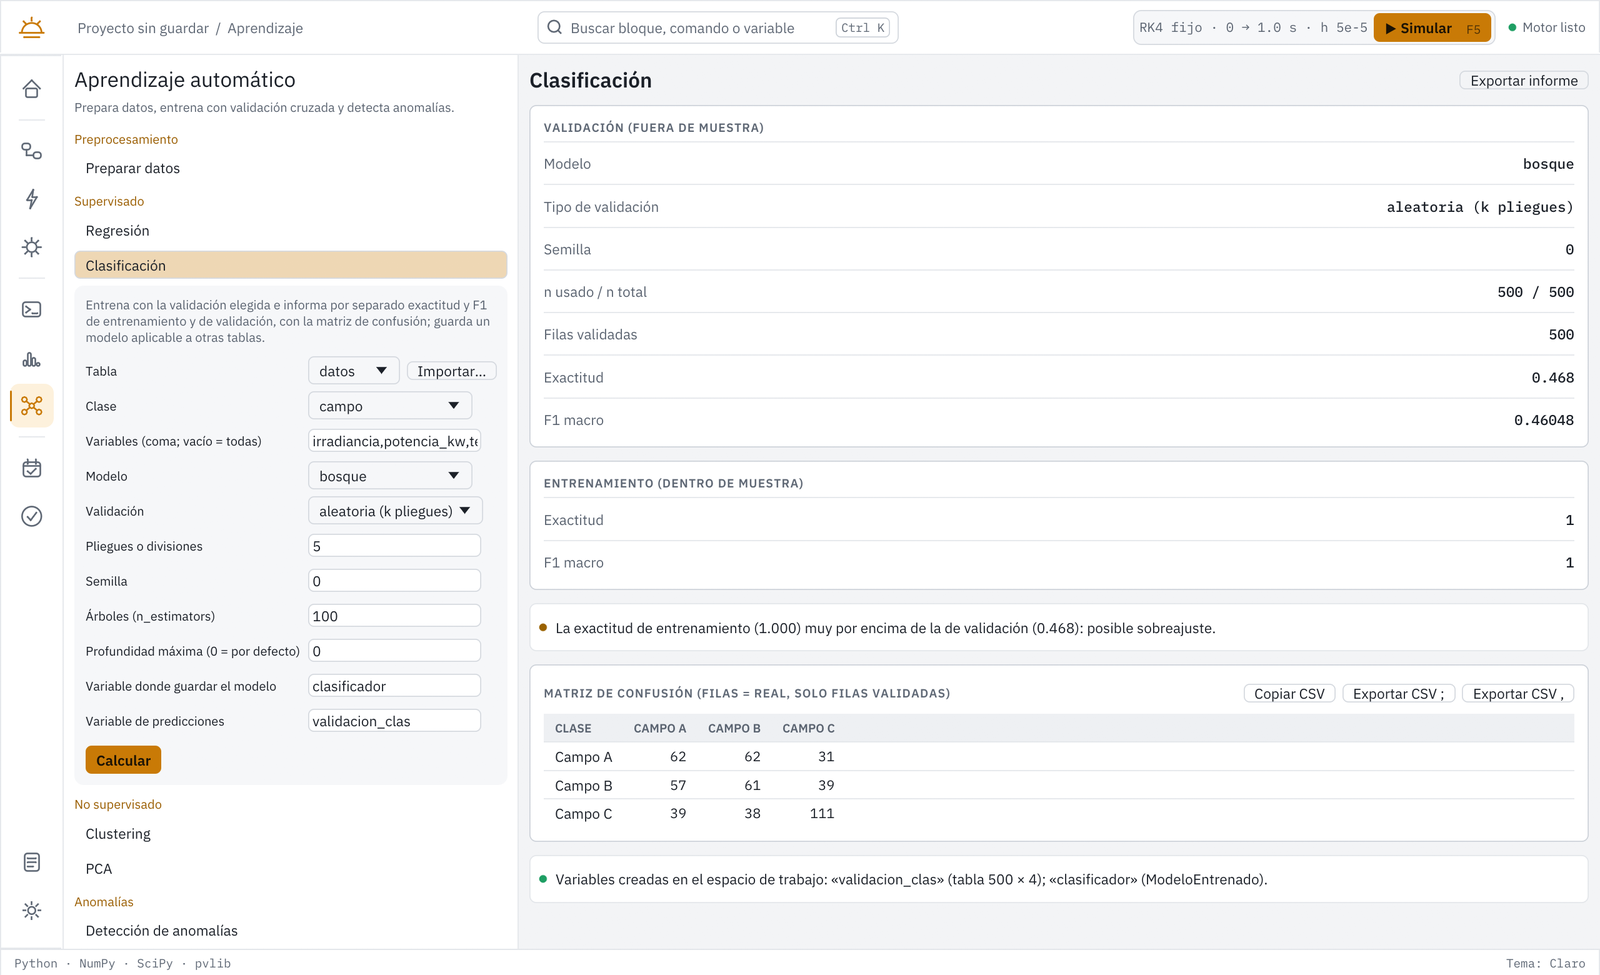 Proyecto sin guardar / Aprendizaje
Buscar bloque, comando o variable
Ctrl K
RK4 fijo · 0 → 1.0 s · h 5e-5
▶ Simular F5
Motor listo
Aprendizaje automático
Prepara datos, entrena con validación cruzada y detecta anomalías.
Preprocesamiento
Preparar datos
Supervisado
Regresión
Clasificación
Entrena con la validación elegida e informa por separado exactitud y F1
de entrenamiento y de validación, con la matriz de confusión; guarda un
modelo aplicable a otras tablas.
Tabla datos Importar...
Clase campo
Variables (coma; vacío = todas) irradiancia,potencia_kw,te
Modelo bosque
Validación aleatoria (k pliegues)
Pliegues o divisiones 5
Semilla 0
Árboles (n_estimators) 100
Profundidad máxima (0 = por defecto) 0
Variable donde guardar el modelo clasificador
Variable de predicciones validacion_clas
Calcular
No supervisado
Clustering
PCA
Anomalías
Detección de anomalías
Clasificación
Exportar informe
VALIDACIÓN (FUERA DE MUESTRA)
Modelo bosque
Tipo de validación aleatoria (k pliegues)
Semilla 0
n usado / n total 500 / 500
Filas validadas 500
Exactitud 0.468
F1 macro 0.46048
ENTRENAMIENTO (DENTRO DE MUESTRA)
Exactitud 1
F1 macro 1
La exactitud de entrenamiento (1.000) muy por encima de la de validación (0.468): posible sobreajuste.
MATRIZ DE CONFUSIÓN (FILAS = REAL, SOLO FILAS VALIDADAS)
Copiar CSV
Exportar CSV ;
Exportar CSV ,
CLASE CAMPO A CAMPO B CAMPO C
Campo A 62 62 31
Campo B 57 61 39
Campo C 39 38 111
Variables creadas en el espacio de trabajo: «validacion_clas» (tabla 500 × 4); «clasificador» (ModeloEntrenado).
Python · NumPy · SciPy · pvlib
Tema: Claro